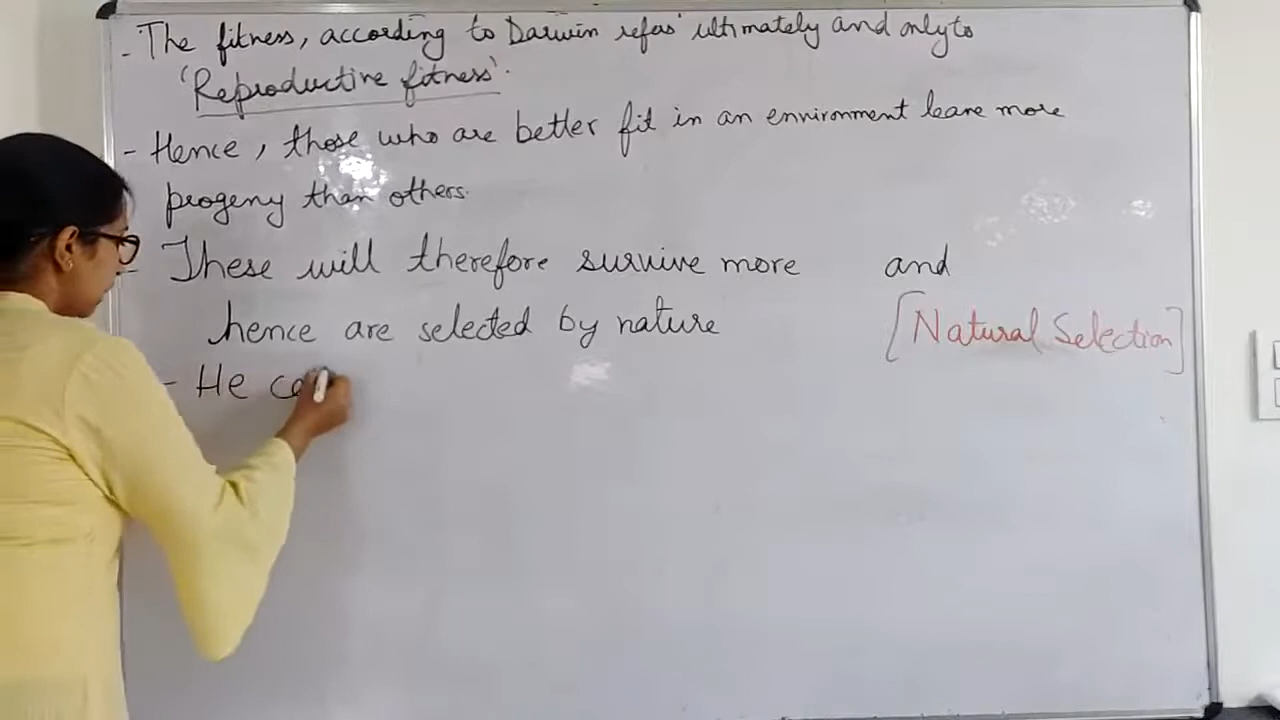 - The fitness, according to Darwin refers ultimately and only to
'Reproductive fitness'.
- Hence, those who are better fit in an environment leave more
progeny than others.
- These will therefore survive more and
hence are selected by nature [Natural Selection]
- He ca